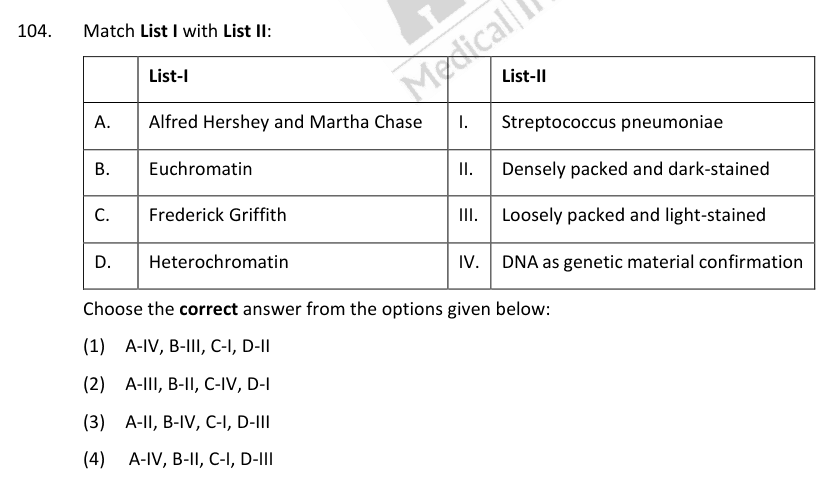 104. Match List I with List II:
List-I List-II
A. Alfred Hershey and Martha Chase I. Streptococcus pneumoniae
B. Euchromatin II. Densely packed and dark-stained
C. Frederick Griffith III. Loosely packed and light-stained
D. Heterochromatin IV. DNA as genetic material confirmation
Choose the correct answer from the options given below:
(1) A-IV, B-III, C-I, D-II
(2) A-III, B-II, C-IV, D-I
(3) A-II, B-IV, C-I, D-III
(4) A-IV, B-II, C-I, D-III
Medical